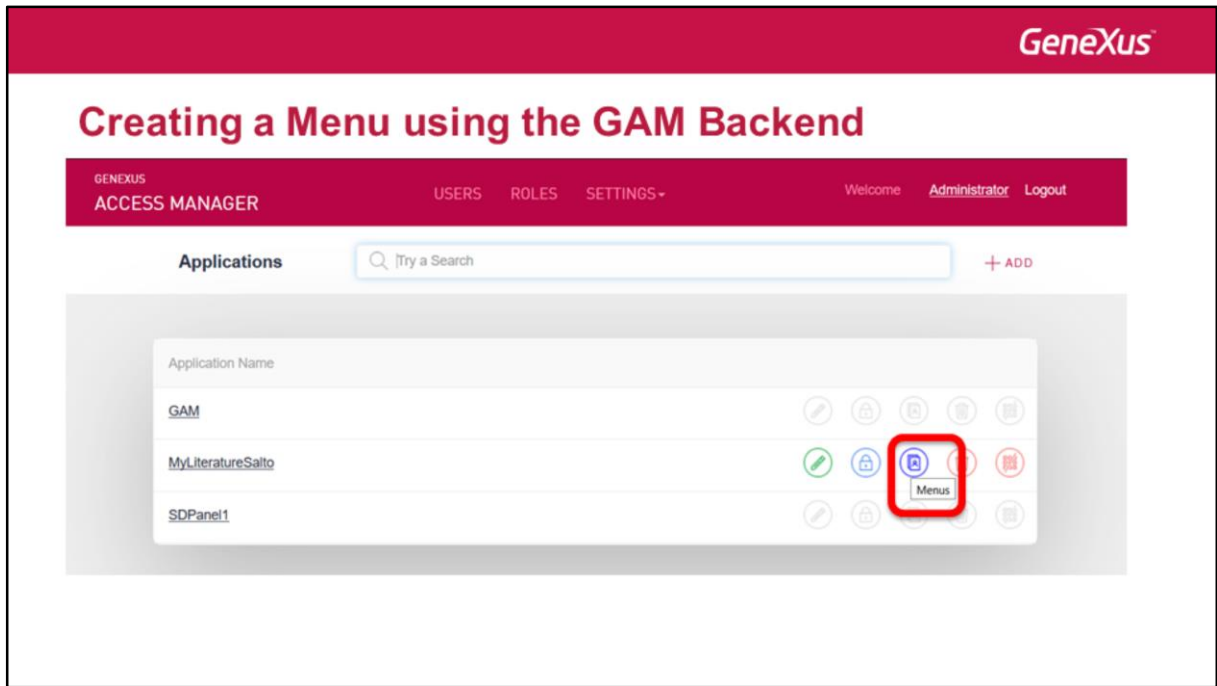 GeneXus™
Creating a Menu using the GAM Backend
GENEXUS
ACCESS MANAGER
USERS ROLES SETTINGS
Welcome Administrator Logout
Applications
Try a Search
+ ADD
Application Name
GAM
MyLiteratureSalto
Menus
SDPanel1